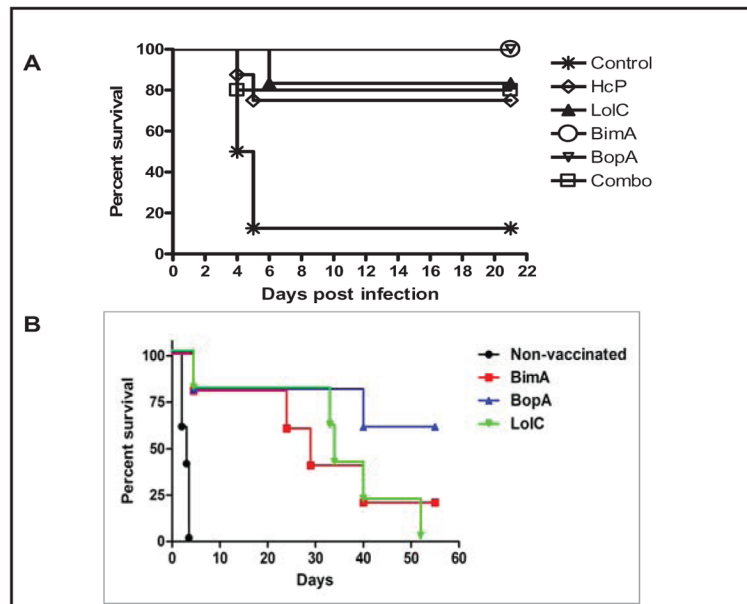 A
Percent survival
100
80
60
40
20
0
0 2 4 6 8 10 12 14 16 18 20 22
Days post infection
Control
HcP
LolC
BimA
BopA
Combo
B
Percent survival
100
75
50
25
0
0 10 20 30 40 50 60
Days
Non-vaccinated
BimA
BopA
LolC